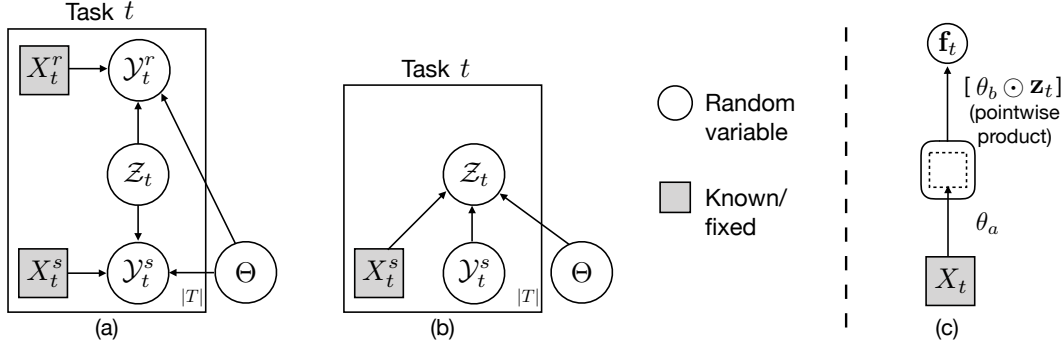 Task t
X_t^r
𝒴_t^r
𝒵_t
X_t^s
𝒴_t^s
Θ
|T|
(a)
Task t
𝒵_t
X_t^s
𝒴_t^s
Θ
|T|
(b)
Random
variable
Known/
fixed
f_t
[ θ_b ⊙ z_t]
(pointwise
product)
θ_a
X_t
(c)